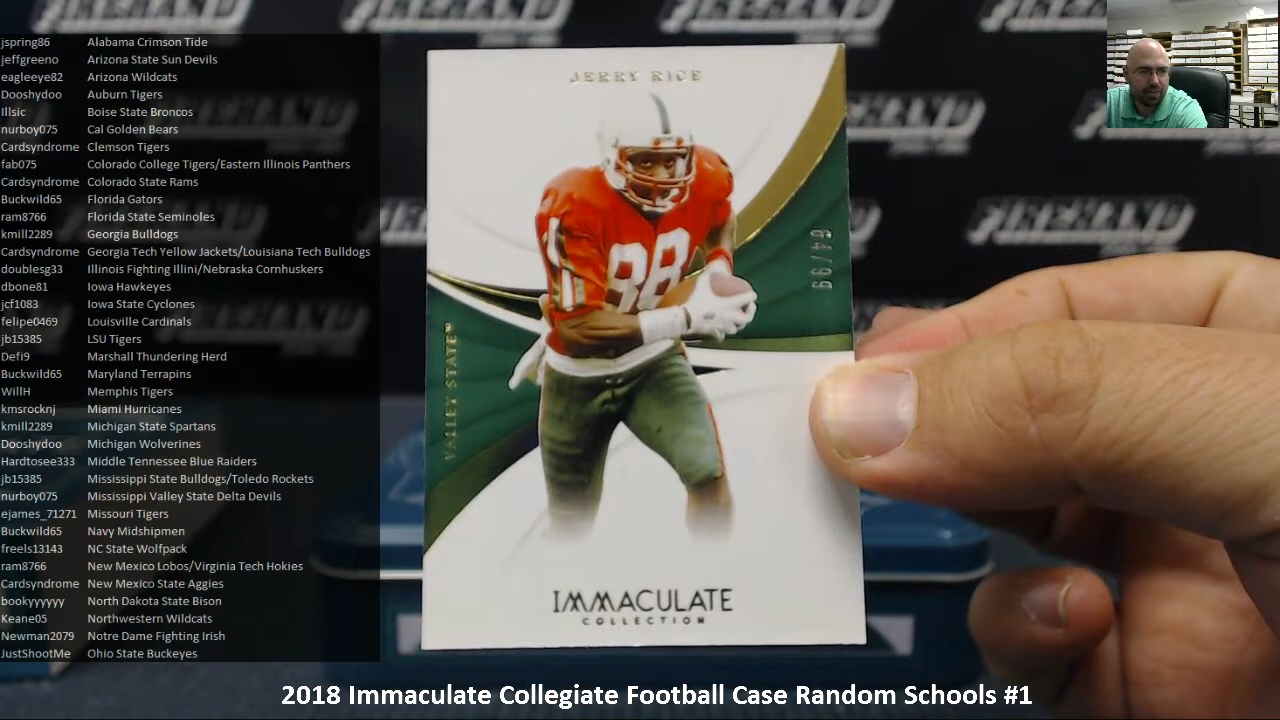 jspring86 Alabama Crimson Tide
jeffgreeno Arizona State Sun Devils
eagleeye82 Arizona Wildcats
Dooshydoo Auburn Tigers
Illsic Boise State Broncos
nurboy075 Cal Golden Bears
Cardsyndrome Clemson Tigers
fab075 Colorado College Tigers/Eastern Illinois Panthers
Cardsyndrome Colorado State Rams
Buckwild65 Florida Gators
ram8766 Florida State Seminoles
kmill2289 Georgia Bulldogs
Cardsyndrome Georgia Tech Yellow Jackets/Louisiana Tech Bulldogs
doublesg33 Illinois Fighting Illini/Nebraska Cornhuskers
dbone81 Iowa Hawkeyes
jcf1083 Iowa State Cyclones
felipe0469 Louisville Cardinals
jb15385 LSU Tigers
Defi9 Marshall Thundering Herd
Buckwild65 Maryland Terrapins
WillH Memphis Tigers
kmsrocknj Miami Hurricanes
kmill2289 Michigan State Spartans
Dooshydoo Michigan Wolverines
Hardtosee333 Middle Tennessee Blue Raiders
jb15385 Mississippi State Bulldogs/Toledo Rockets
nurboy075 Mississippi Valley State Delta Devils
ejames_71271 Missouri Tigers
Buckwild65 Navy Midshipmen
freels13143 NC State Wolfpack
ram8766 New Mexico Lobos/Virginia Tech Hokies
Cardsyndrome New Mexico State Aggies
bookyyyyyy North Dakota State Bison
Keane05 Northwestern Wildcats
Newman2079 Notre Dame Fighting Irish
JustShootMe Ohio State Buckeyes
JERRY RICE
64/99
88
VALLEY STATE
IMMACULATE
COLLECTION
FIREHAND
2018 Immaculate Collegiate Football Case Random Schools #1